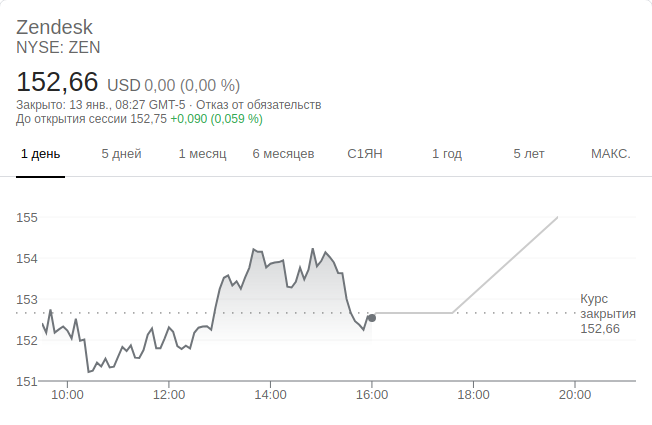 Zendesk
NYSE: ZEN
152,66 USD 0,00 (0,00 %)
Закрыто: 13 янв., 08:27 GMT-5 · Отказ от обязательств
До открытия сессии 152,75 +0,090 (0,059 %)
1 день 5 дней 1 месяц 6 месяцев С1ЯН 1 год 5 лет МАКС.
155
154
153
Курс
закрытия
152,66
152
151
10:00 12:00 14:00 16:00 18:00 20:00